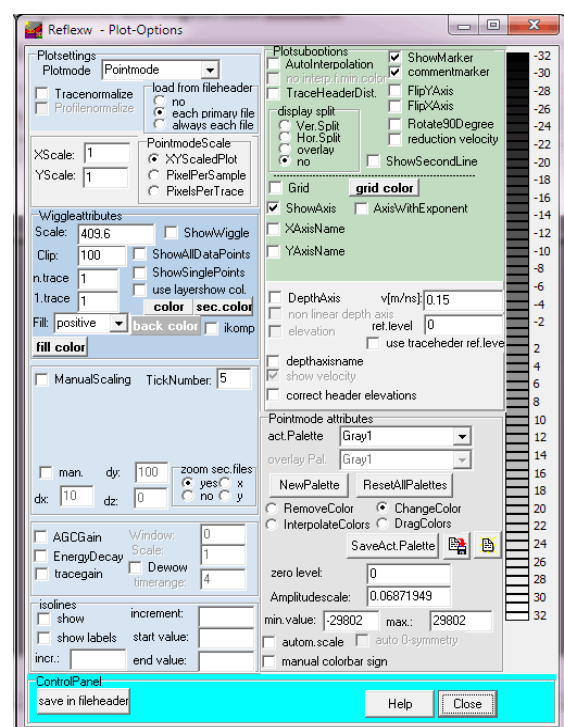 Reflexw - Plot-Options
Plotsettings
Plotmode Pointmode
Tracenormalize
Profilenormalize
load from fileheader
no
each primary file
always each file
XScale: 1
YScale: 1
PointmodeScale
XYScaledPlot
PixelPerSample
PixelsPerTrace
Wiggleattributes
Scale: 409.6 ShowWiggle
Clip: 100 ShowAllDataPoints
n.trace 1 ShowSinglePoints
1.trace 1 use layershow col.
color sec.color
Fill: positive back color ikomp
fill color
ManualScaling TickNumber: 5
man. dy: 100
dx: 10 dz: 0
zoom sec.files
yes x
no y
AGCGain Window: 0
EnergyDecay Scale: 1
tracegain Dewow
timerange: 4
isolines
show increment:
show labels start value:
incr.: end value:
Plotsuboptions
AutoInterpolation ShowMarker
no interp.f.min.color commentmarker
TraceHeaderDist. FlipYAxis
FlipXAxis
Rotate90Degree
reduction velocity
display split
Ver.Split
Hor.Split
overlay
no
ShowSecondLine
Grid grid color
ShowAxis AxisWithExponent
XAxisName
YAxisName
DepthAxis v[m/ns]: 0.15
non linear depth axis
elevation ret.level 0
use traceheder ref.leve
depthaxisname
show velocity
correct header elevations
Pointmode attributes
act.Palette Gray1
overlay Pal. Gray1
NewPalette ResetAllPalettes
RemoveColor ChangeColor
InterpolateColors DragColors
SaveAct.Palette
zero level: 0
Amplitudescale: 0.06871949
min.value: -29802 max.: 29802
autom.scale auto 0-symmetry
manual colorbar sign
-32
-30
-28
-26
-24
-22
-20
-18
-16
-14
-12
-10
-8
-6
-4
-2
2
4
6
8
10
12
14
16
18
20
22
24
26
28
30
32
ControlPanel
save in fileheader Help Close